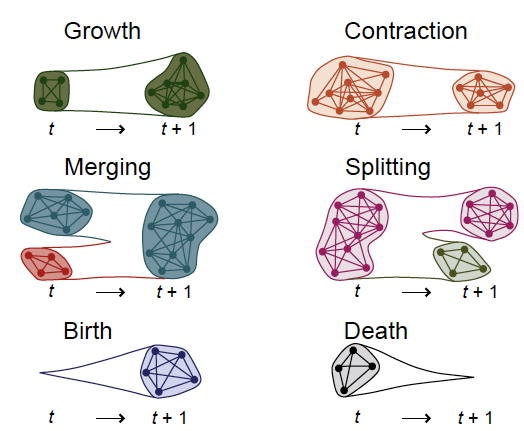 Growth
t → t + 1
Contraction
t → t + 1
Merging
t → t + 1
Splitting
t → t + 1
Birth
t → t + 1
Death
t → t + 1